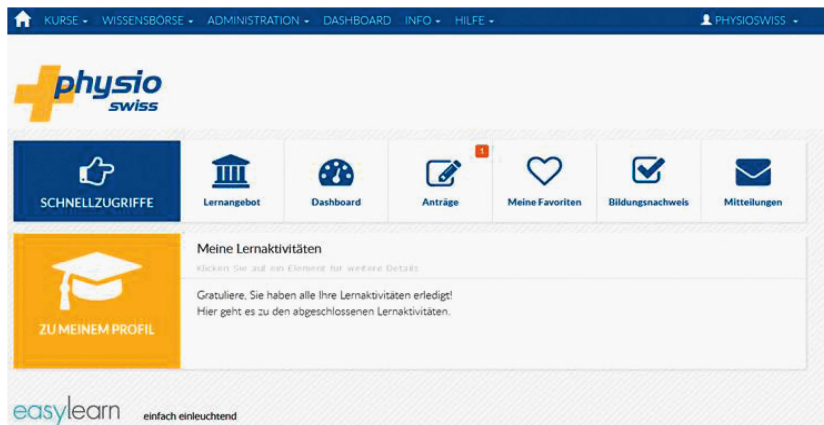 KURSE WISSENSBÖRSE ADMINISTRATION DASHBOARD INFO HILFE PHYSIOSWISS
physio
swiss
1
SCHNELLZUGRIFFE Lernangebot Dashboard Anträge Meine Favoriten Bildungsnachweis Mitteilungen
Meine Lernaktivitäten
Klicken Sie auf ein Element für weitere Details
Gratuliere, Sie haben alle Ihre Lernaktivitäten erledigt!
Hier geht es zu den abgeschlossenen Lernaktivitäten.
ZU MEINEM PROFIL
easylearn einfach einleuchtend